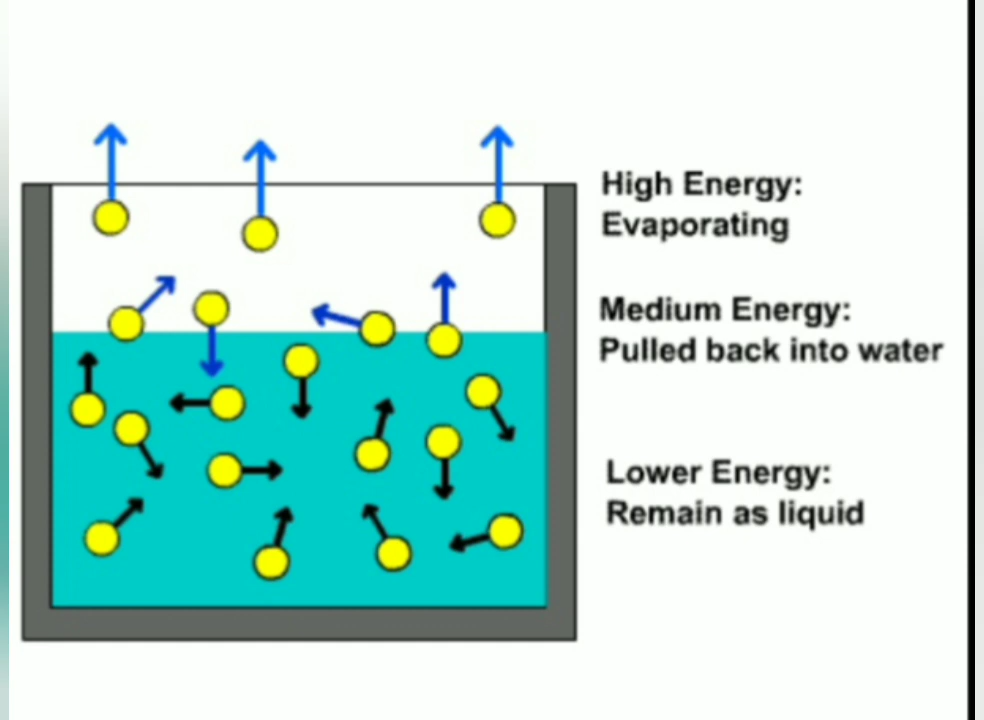 High Energy:
Evaporating
Medium Energy:
Pulled back into water
Lower Energy:
Remain as liquid